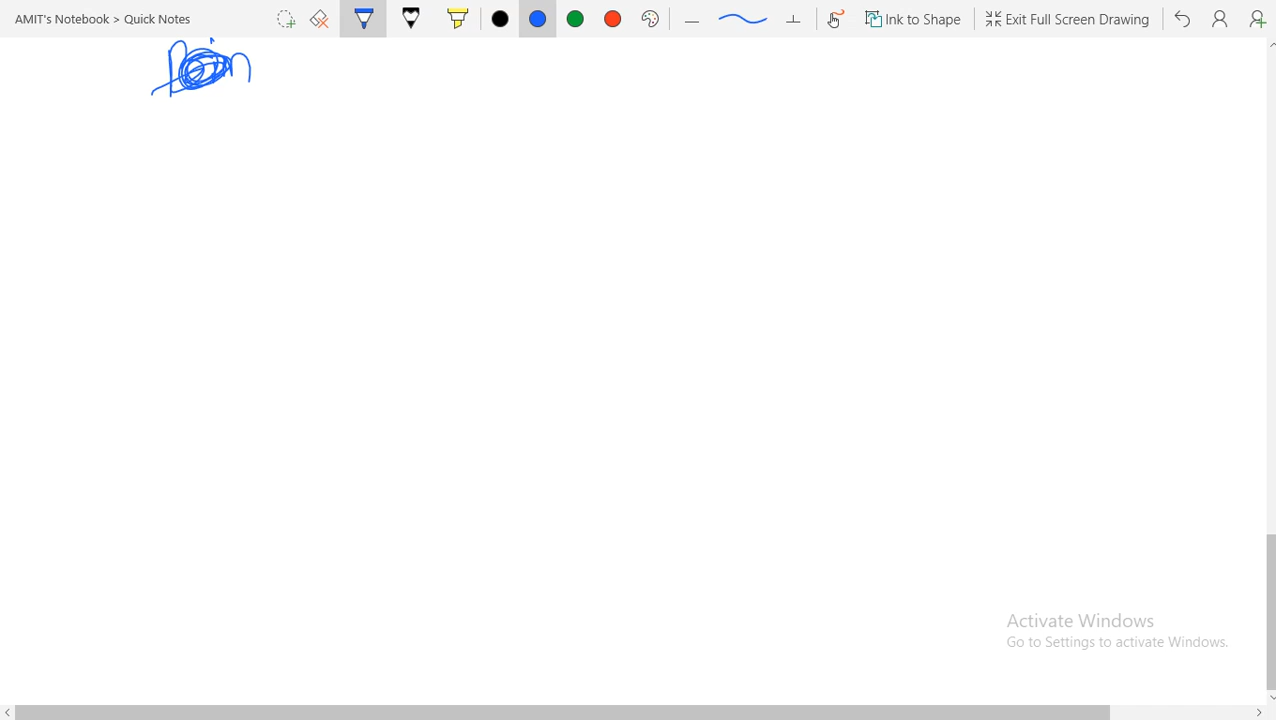 AMIT's Notebook > Quick Notes
Ink to Shape
Exit Full Screen Drawing
Activate Windows
Go to Settings to activate Windows.